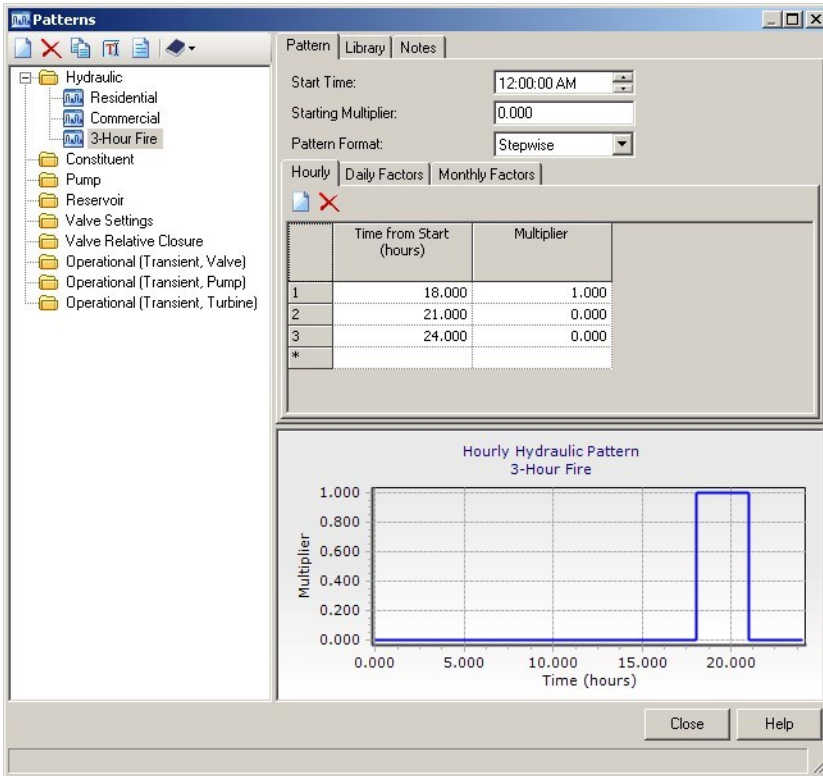 Patterns
Hydraulic
Residential
Commercial
3-Hour Fire
Constituent
Pump
Reservoir
Valve Settings
Valve Relative Closure
Operational (Transient, Valve)
Operational (Transient, Pump)
Operational (Transient, Turbine)
Pattern Library Notes
Start Time: 12:00:00 AM
Starting Multiplier: 0.000
Pattern Format: Stepwise
Hourly Daily Factors Monthly Factors
Time from Start (hours) Multiplier
1 18.000 1.000
2 21.000 0.000
3 24.000 0.000
*
Hourly Hydraulic Pattern
3-Hour Fire
Multiplier
1.000
0.800
0.600
0.400
0.200
0.000
0.000 5.000 10.000 15.000 20.000
Time (hours)
Close Help